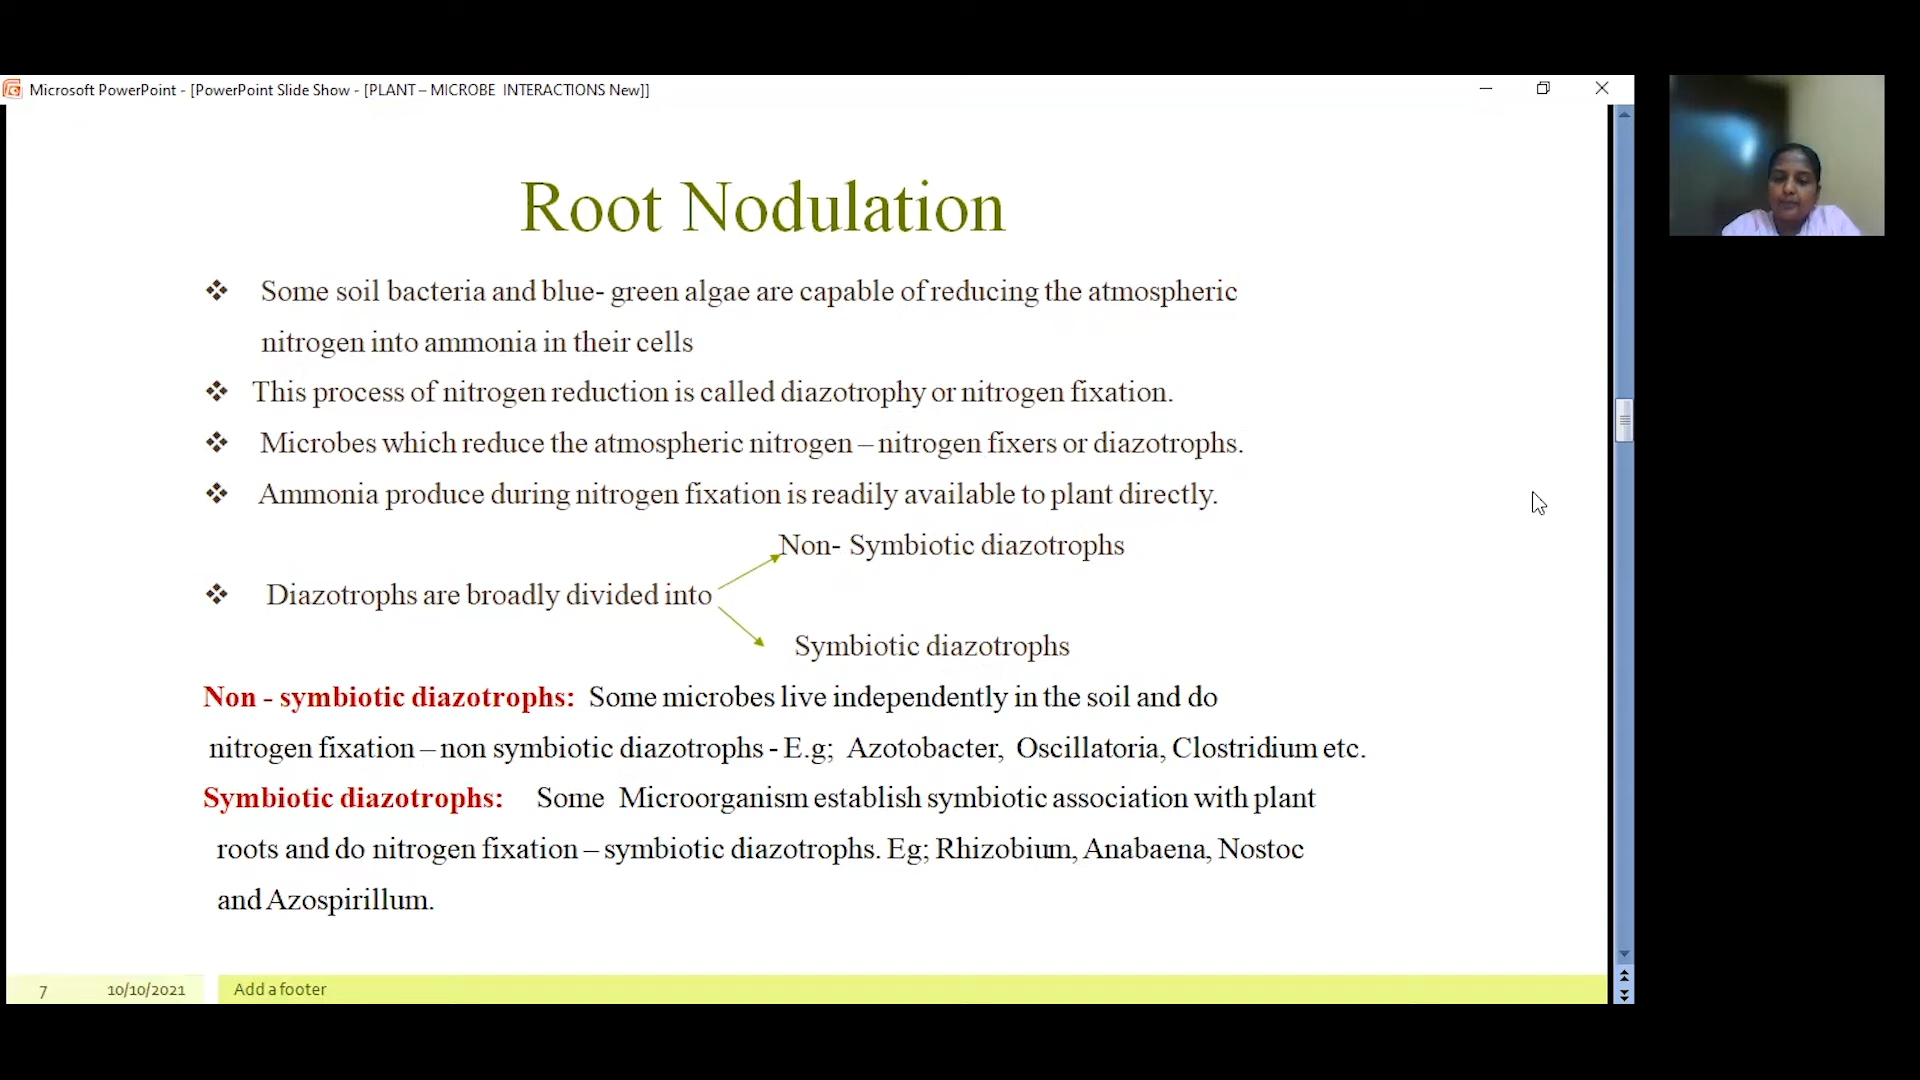 Microsoft PowerPoint - [PowerPoint Slide Show - [PLANT – MICROBE INTERACTIONS New]]
Root Nodulation
❖ Some soil bacteria and blue- green algae are capable of reducing the atmospheric
nitrogen into ammonia in their cells
❖ This process of nitrogen reduction is called diazotrophy or nitrogen fixation.
❖ Microbes which reduce the atmospheric nitrogen – nitrogen fixers or diazotrophs.
❖ Ammonia produce during nitrogen fixation is readily available to plant directly.
Non- Symbiotic diazotrophs
❖ Diazotrophs are broadly divided into
Symbiotic diazotrophs
Non - symbiotic diazotrophs: Some microbes live independently in the soil and do
nitrogen fixation – non symbiotic diazotrophs - E.g; Azotobacter, Oscillatoria, Clostridium etc.
Symbiotic diazotrophs: Some Microorganism establish symbiotic association with plant
roots and do nitrogen fixation – symbiotic diazotrophs. Eg; Rhizobium, Anabaena, Nostoc
and Azospirillum.
7 10/10/2021 Add a footer